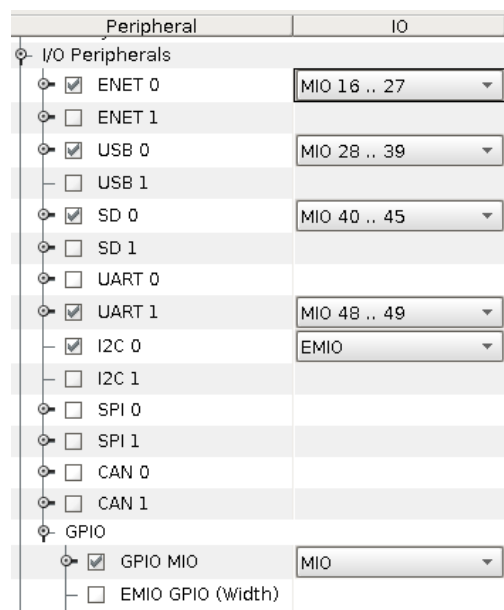 Peripheral IO
I/O Peripherals
ENET 0 MIO 16 .. 27
ENET 1
USB 0 MIO 28 .. 39
USB 1
SD 0 MIO 40 .. 45
SD 1
UART 0
UART 1 MIO 48 .. 49
I2C 0 EMIO
I2C 1
SPI 0
SPI 1
CAN 0
CAN 1
GPIO
GPIO MIO MIO
EMIO GPIO (Width)